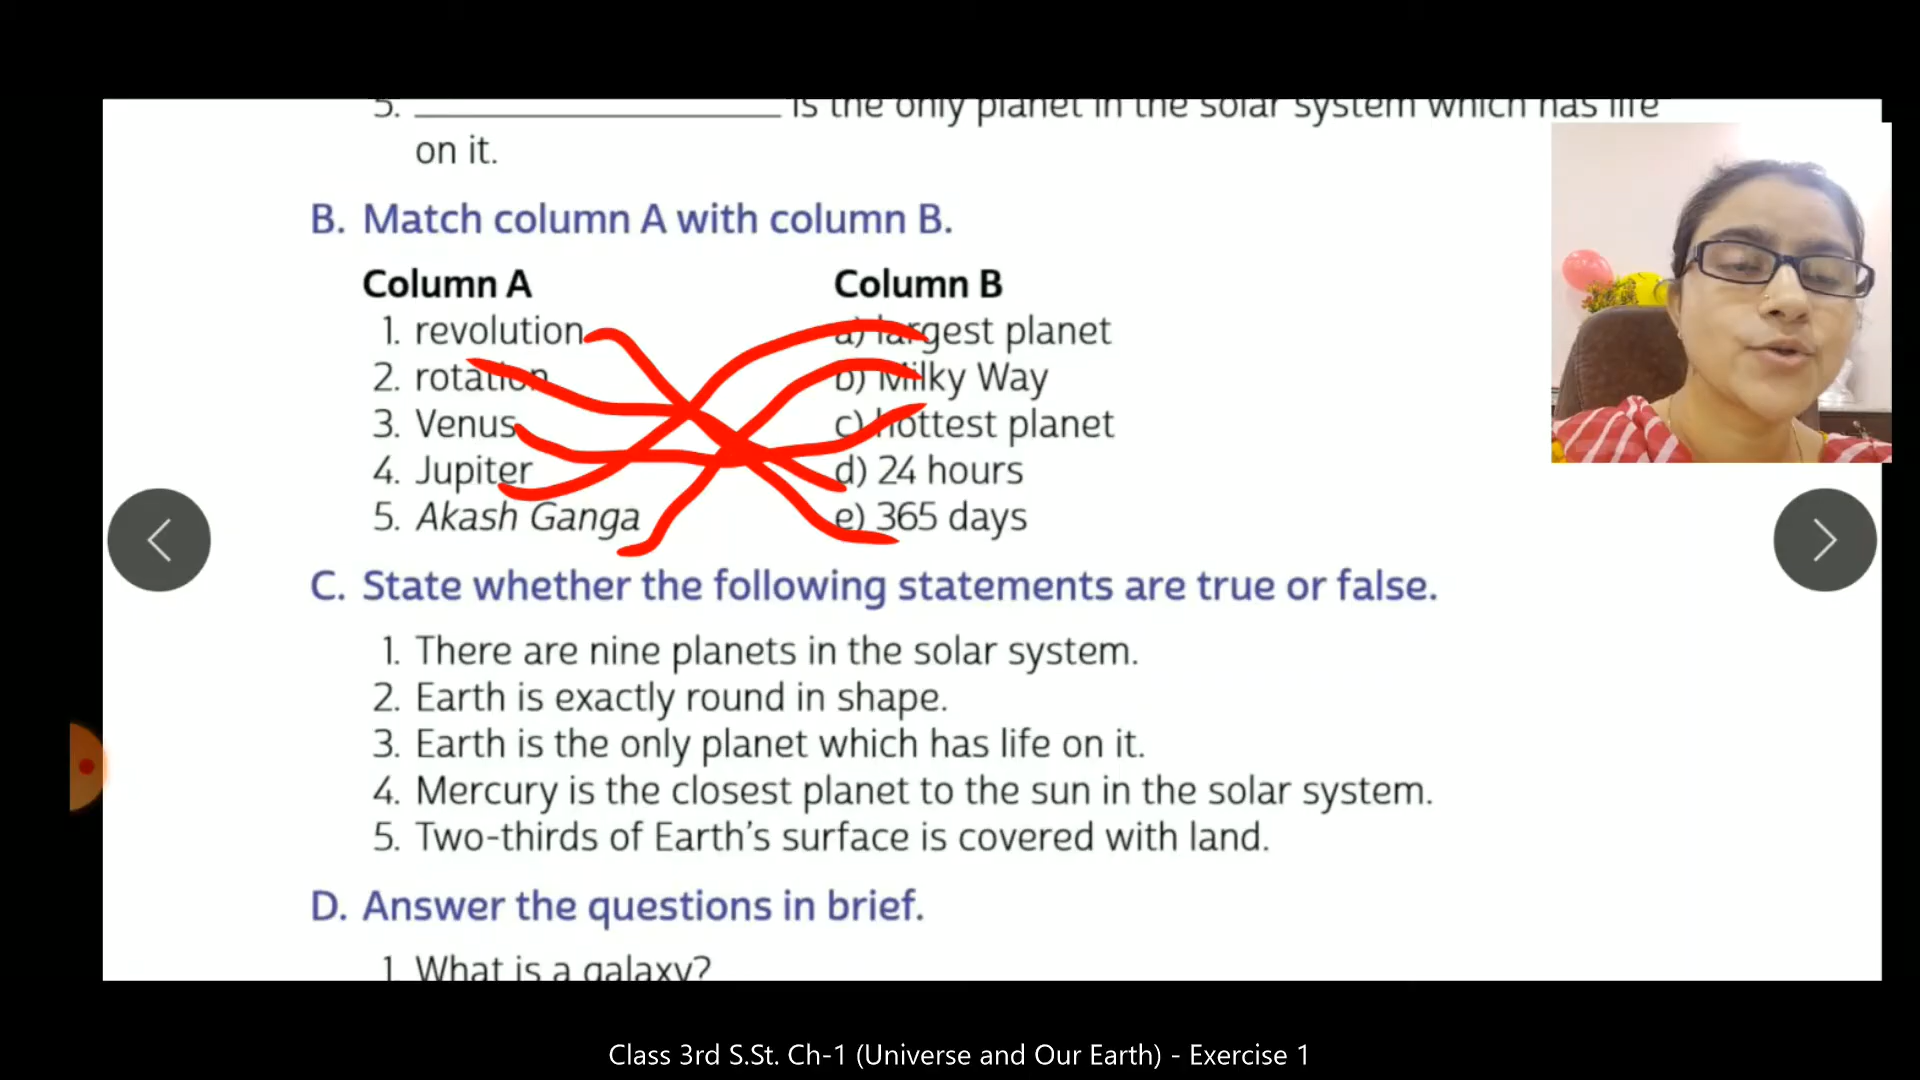 5. ____________ is the only planet in the solar system which has life
on it.
B. Match column A with column B.
Column A Column B
1. revolution a) largest planet
2. rotation b) Milky Way
3. Venus c) hottest planet
4. Jupiter d) 24 hours
5. Akash Ganga e) 365 days
C. State whether the following statements are true or false.
1. There are nine planets in the solar system.
2. Earth is exactly round in shape.
3. Earth is the only planet which has life on it.
4. Mercury is the closest planet to the sun in the solar system.
5. Two-thirds of Earth's surface is covered with land.
D. Answer the questions in brief.
1. What is a galaxy?
Class 3rd S.St. Ch-1 (Universe and Our Earth) - Exercise 1